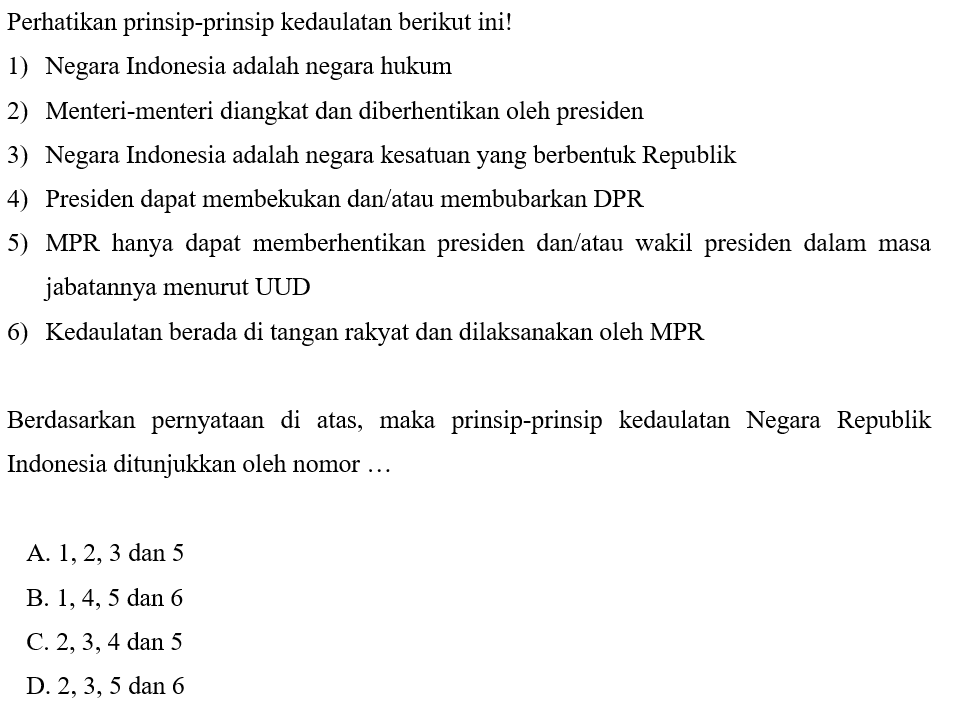 Perhatikan prinsip-prinsip kedaulatan berikut ini!
1) Negara Indonesia adalah negara hukum
2) Menteri-menteri diangkat dan diberhentikan oleh presiden
3) Negara Indonesia adalah negara kesatuan yang berbentuk Republik
4) Presiden dapat membekukan dan/atau membubarkan DPR
5) MPR hanya dapat memberhentikan presiden dan/atau wakil presiden dalam masa
jabatannya menurut UUD
6) Kedaulatan berada di tangan rakyat dan dilaksanakan oleh MPR
Berdasarkan pernyataan di atas, maka prinsip-prinsip kedaulatan Negara Republik
Indonesia ditunjukkan oleh nomor …
A. 1, 2, 3 dan 5
B. 1, 4, 5 dan 6
C. 2, 3, 4 dan 5
D. 2, 3, 5 dan 6